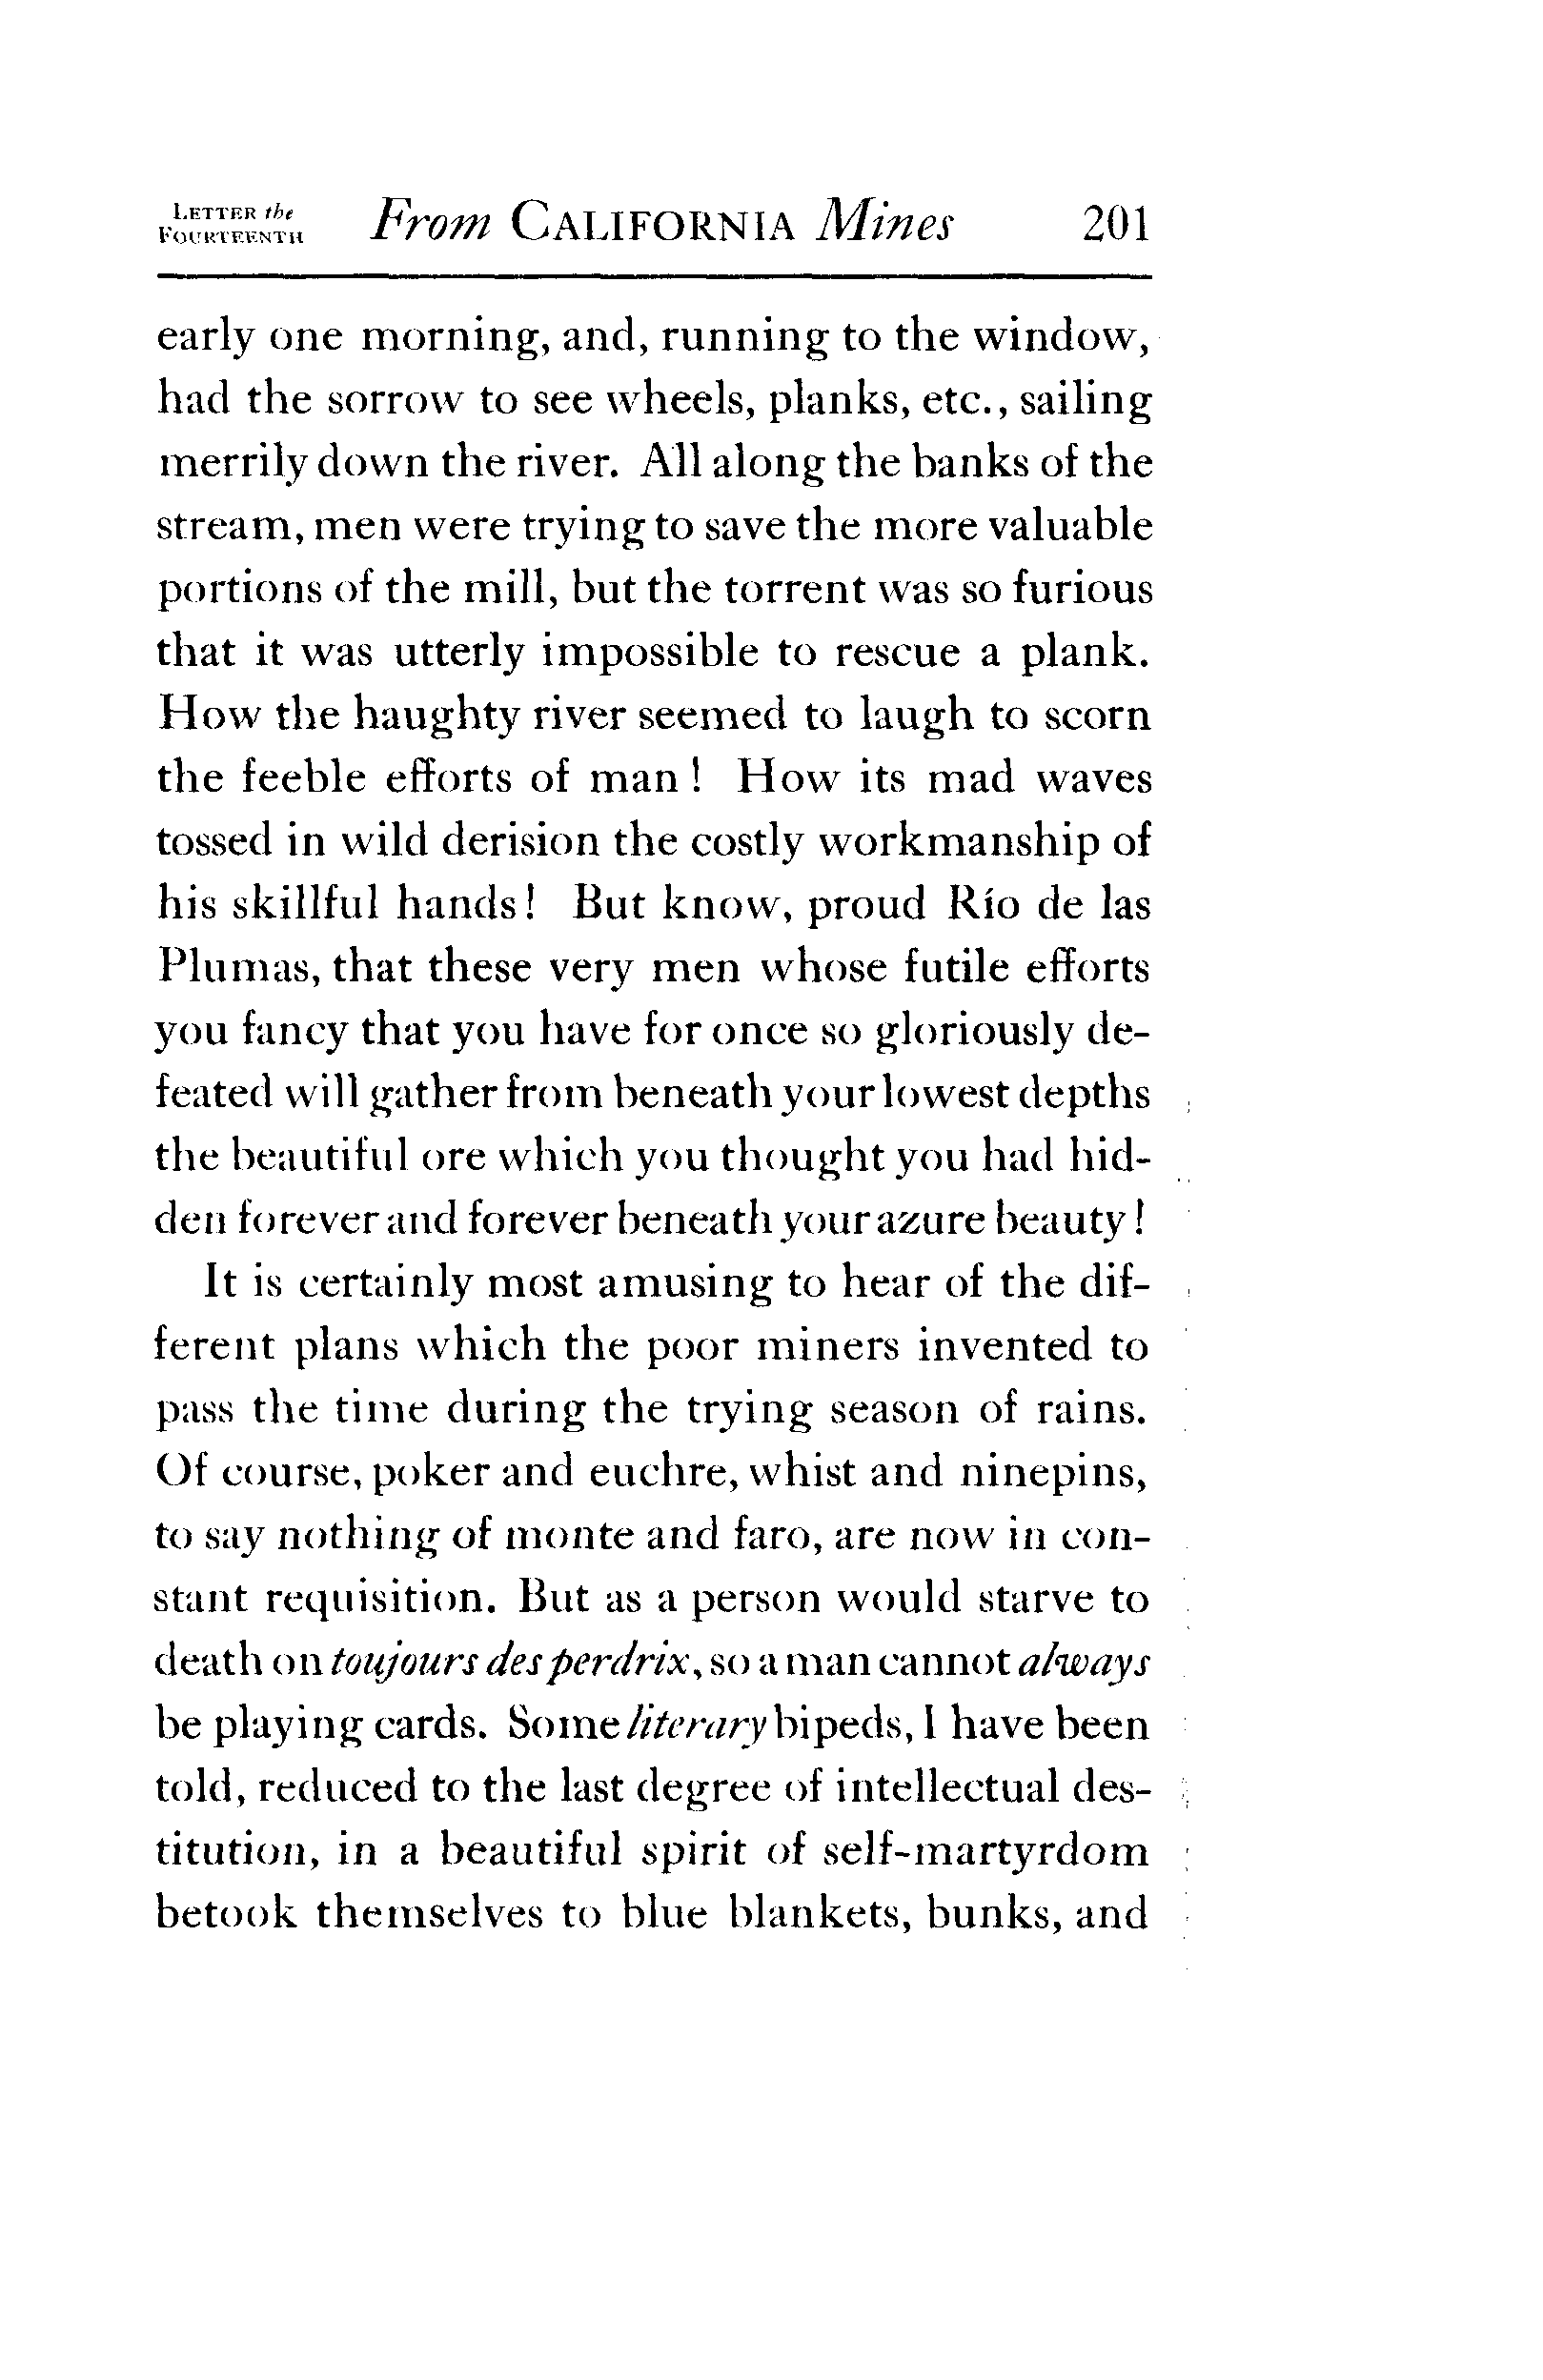 LETTER the
FOURTEENTH
From CALIFORNIA Mines
201
early one morning, and, running to the window,
had the sorrow to see wheels, planks, etc., sailing
merrily down the river. All along the banks of the
stream, men were trying to save the more valuable
portions of the mill, but the torrent was so furious
that it was utterly impossible to rescue a plank.
How the haughty river seemed to laugh to scorn
the feeble efforts of man! How its mad waves
tossed in wild derision the costly workmanship of
his skillful hands! But know, proud Río de las
Plumas, that these very men whose futile efforts
you fancy that you have for once so gloriously de-
feated will gather from beneath your lowest depths
the beautiful ore which you thought you had hid-
den forever and forever beneath your azure beauty!
It is certainly most amusing to hear of the dif-
ferent plans which the poor miners invented to
pass the time during the trying season of rains.
Of course, poker and euchre, whist and ninepins,
to say nothing of monte and faro, are now in con-
stant requisition. But as a person would starve to
death on toujours des perdrix, so a man cannot always
be playing cards. Some literary bipeds, I have been
told, reduced to the last degree of intellectual des-
titution, in a beautiful spirit of self-martyrdom
betook themselves to blue blankets, bunks, and